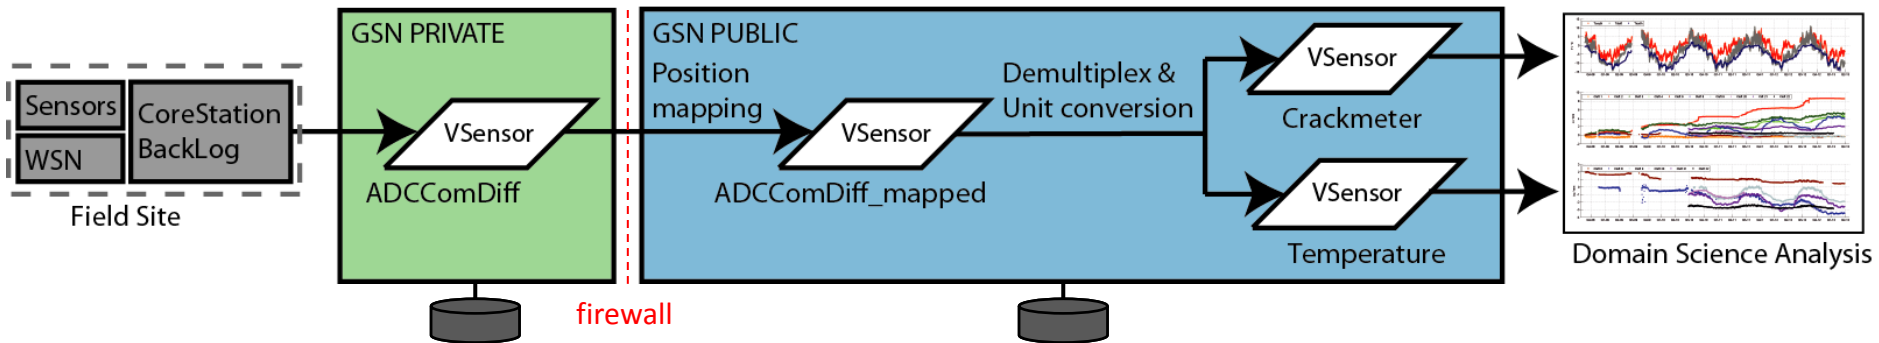 GSN PRIVATE
GSN PUBLIC
Sensors
WSN
CoreStation
BackLog
Field Site
VSensor
ADCComDiff
firewall
Position
mapping
VSensor
ADCComDiff_mapped
Demultiplex &
Unit conversion
VSensor
Crackmeter
VSensor
Temperature
Domain Science Analysis